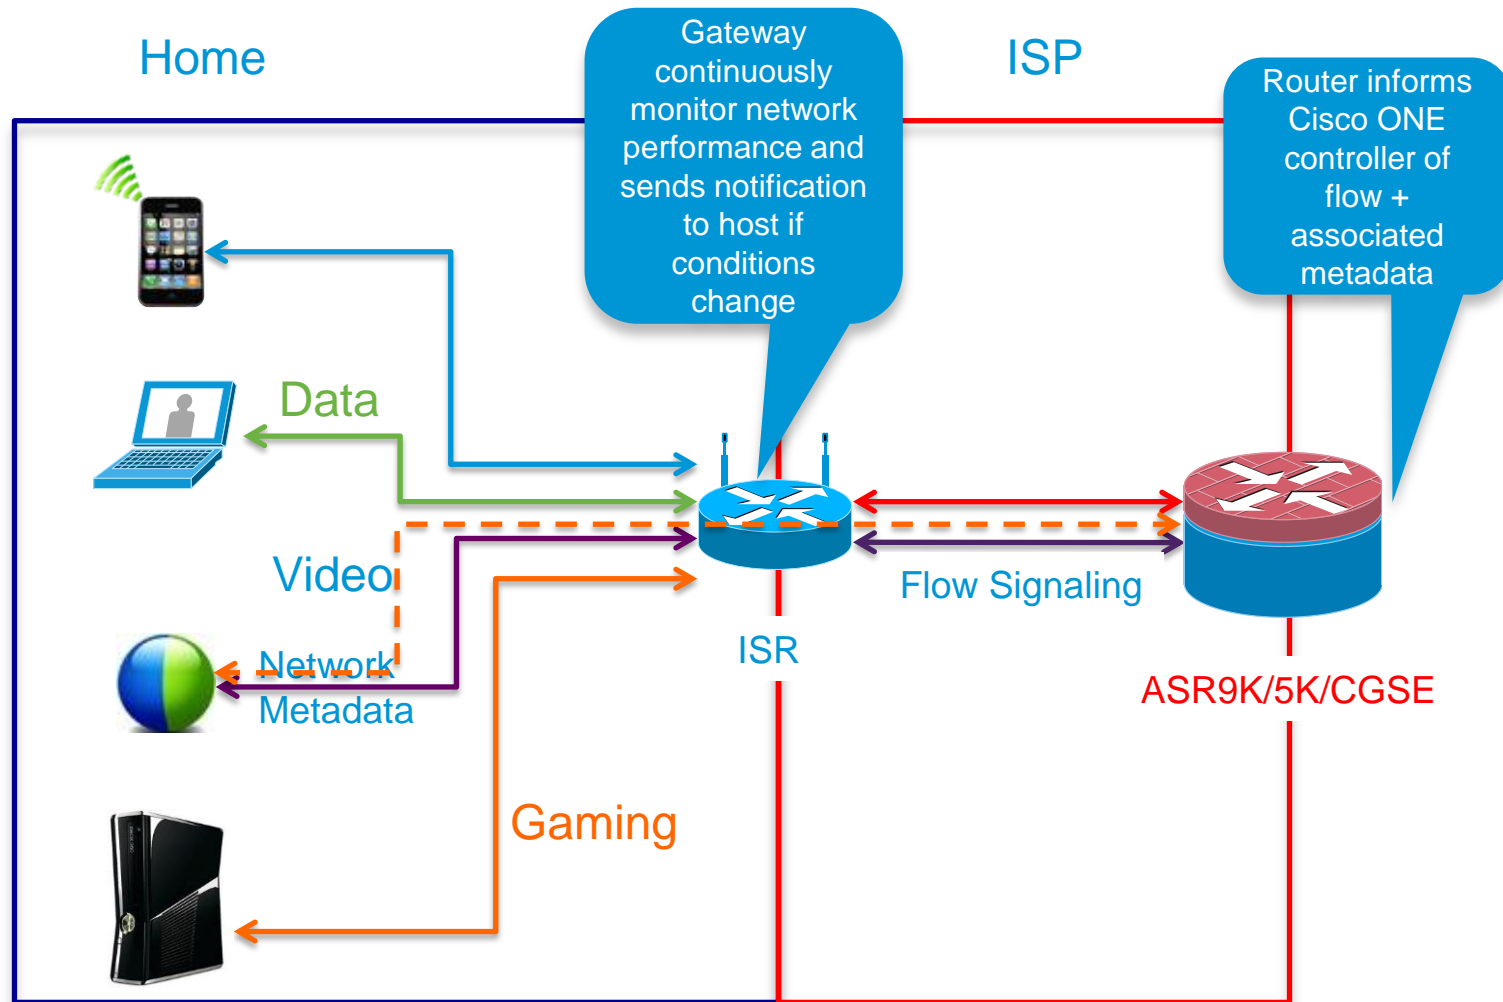 Home
Gateway
continuously
monitor network
performance and
sends notification
to host if
conditions
change
ISP
Router informs
Cisco ONE
controller of
flow +
associated
metadata
Data
Video
Network
Metadata
Flow Signaling
ISR
ASR9K/5K/CGSE
Gaming